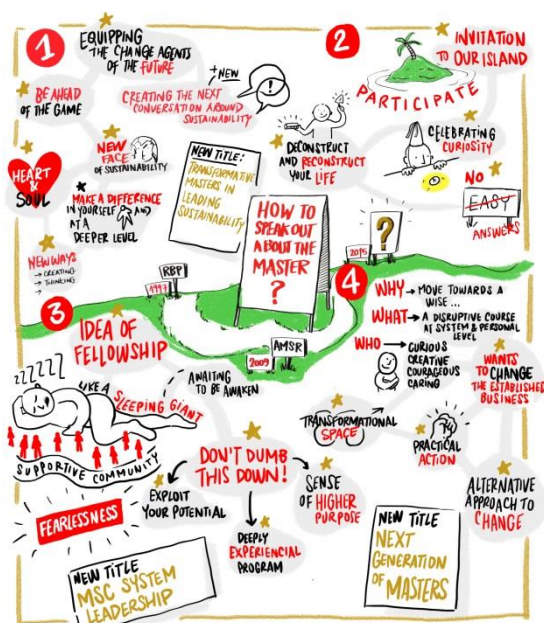 1
EQUIPPING
THE CHANGE AGENTS
OF THE FUTURE
BE AHEAD
OF THE GAME
+NEW
CREATING THE NEXT
CONVERSATION AROUND
SUSTAINABILITY
!
HEART
&
SOUL
NEW
FACE
OF SUSTAINABILITY
MAKE A DIFFERENCE
IN YOURSELF AND
AT A
DEEPER LEVEL
NEW WAYS
→ CREATING
→ THINKING
→
NEW TITLE:
TRANSFORMATIVE
MASTERS IN
LEADING
SUSTAINABILITY
2
INVITATION
TO OUR ISLAND
PARTICIPATE
DECONSTRUCT
AND RECONSTRUCT
YOUR LIFE
CELEBRATING
CURIOSITY
NO
EASY
ANSWERS
HOW TO
SPEAK OUT
ABOUT THE
MASTER
?
1997
RBP
2009
AMSR
2015
?
3
IDEA OF
FELLOWSHIP
ZZZZZZ
LIKE A SLEEPING GIANT
AWAITING
TO BE AWAKEN
SUPPORTIVE COMMUNITY
FEARLESSNESS
DON'T DUMB
THIS DOWN!
EXPLOIT
YOUR POTENTIAL
DEEPLY
EXPERIENCIAL
PROGRAM
SENSE
OF HIGHER
PURPOSE
NEW TITLE
MSC SYSTEM
LEADERSHIP
4
WHY → MOVE TOWARDS A
WISE ...
WHAT → A DISRUPTIVE COURSE
AT SYSTEM & PERSONAL
LEVEL
WHO → CURIOUS
CREATIVE
COURAGEOUS
CARING
WANTS
TO CHANGE
THE ESTABLISHED
BUSINESS
TRANSFORMATIONAL
SPACE
PRACTICAL
ACTION
ALTERNATIVE
APPROACH TO
CHANGE
NEW TITLE
NEXT
GENERATION
OF MASTERS